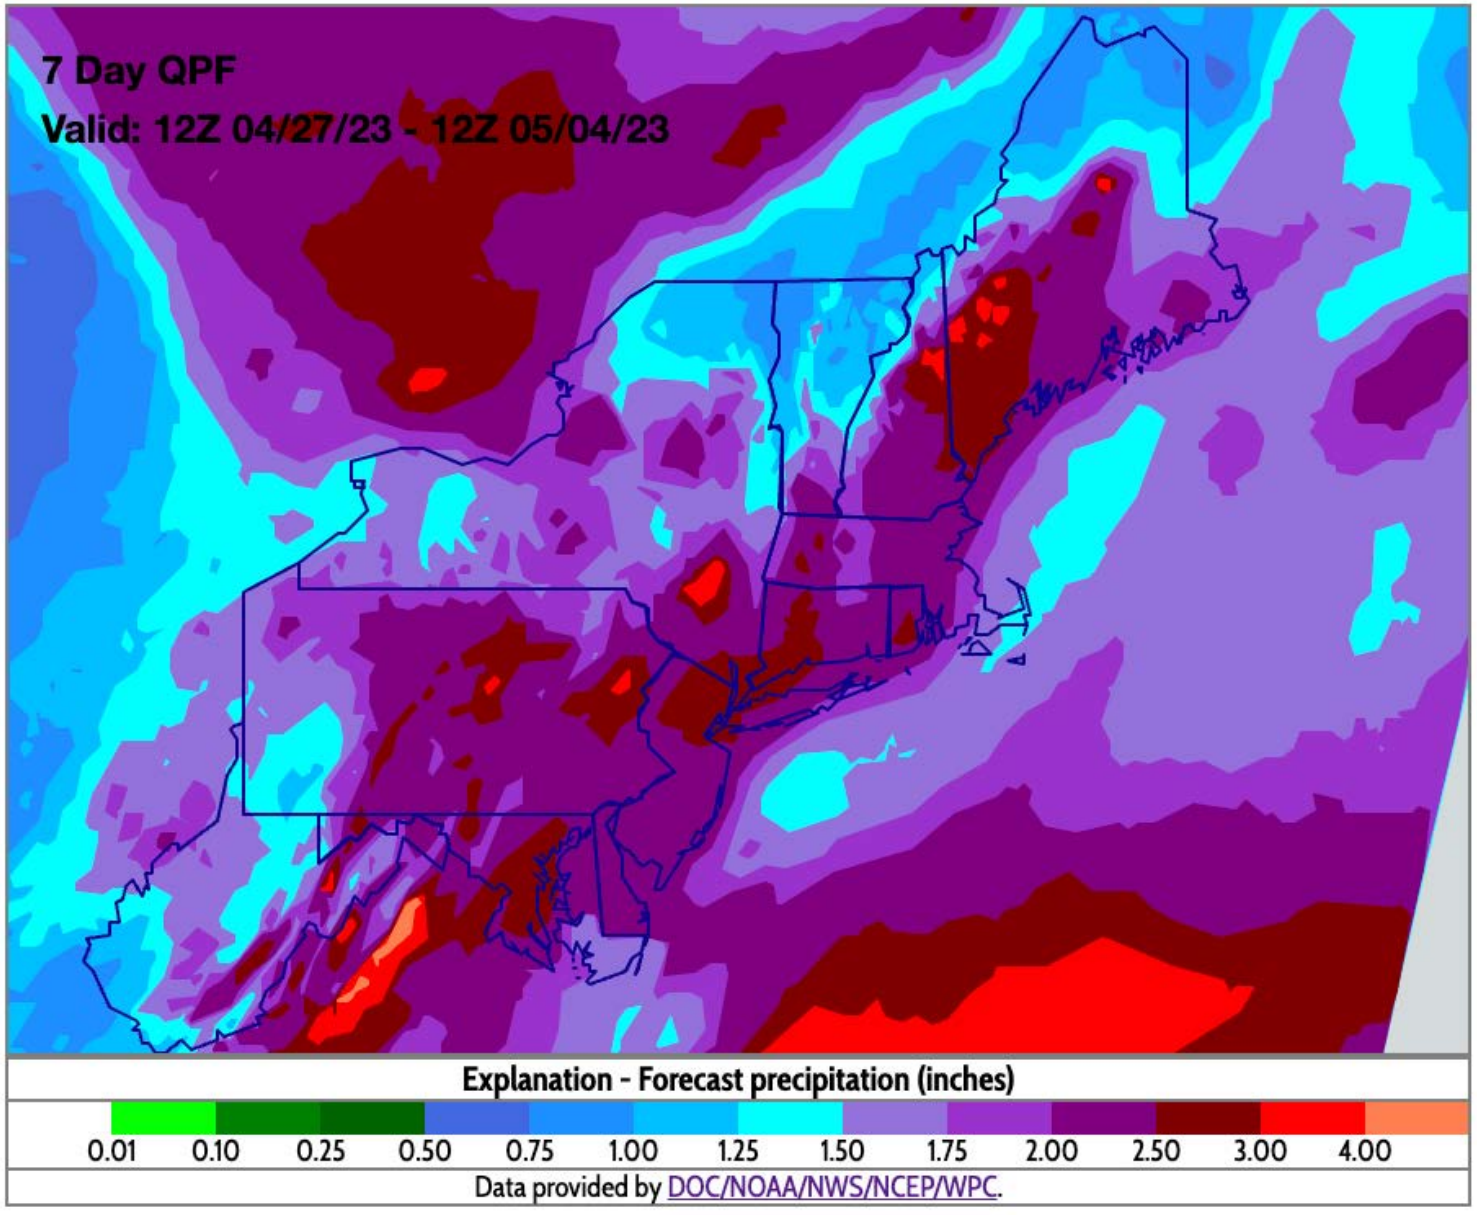 7 Day QPF
Valid: 12Z 04/27/23 - 12Z 05/04/23
Explanation - Forecast precipitation (inches)
0.01 0.10 0.25 0.50 0.75 1.00 1.25 1.50 1.75 2.00 2.50 3.00 4.00
Data provided by DOC/NOAA/NWS/NCEP/WPC.